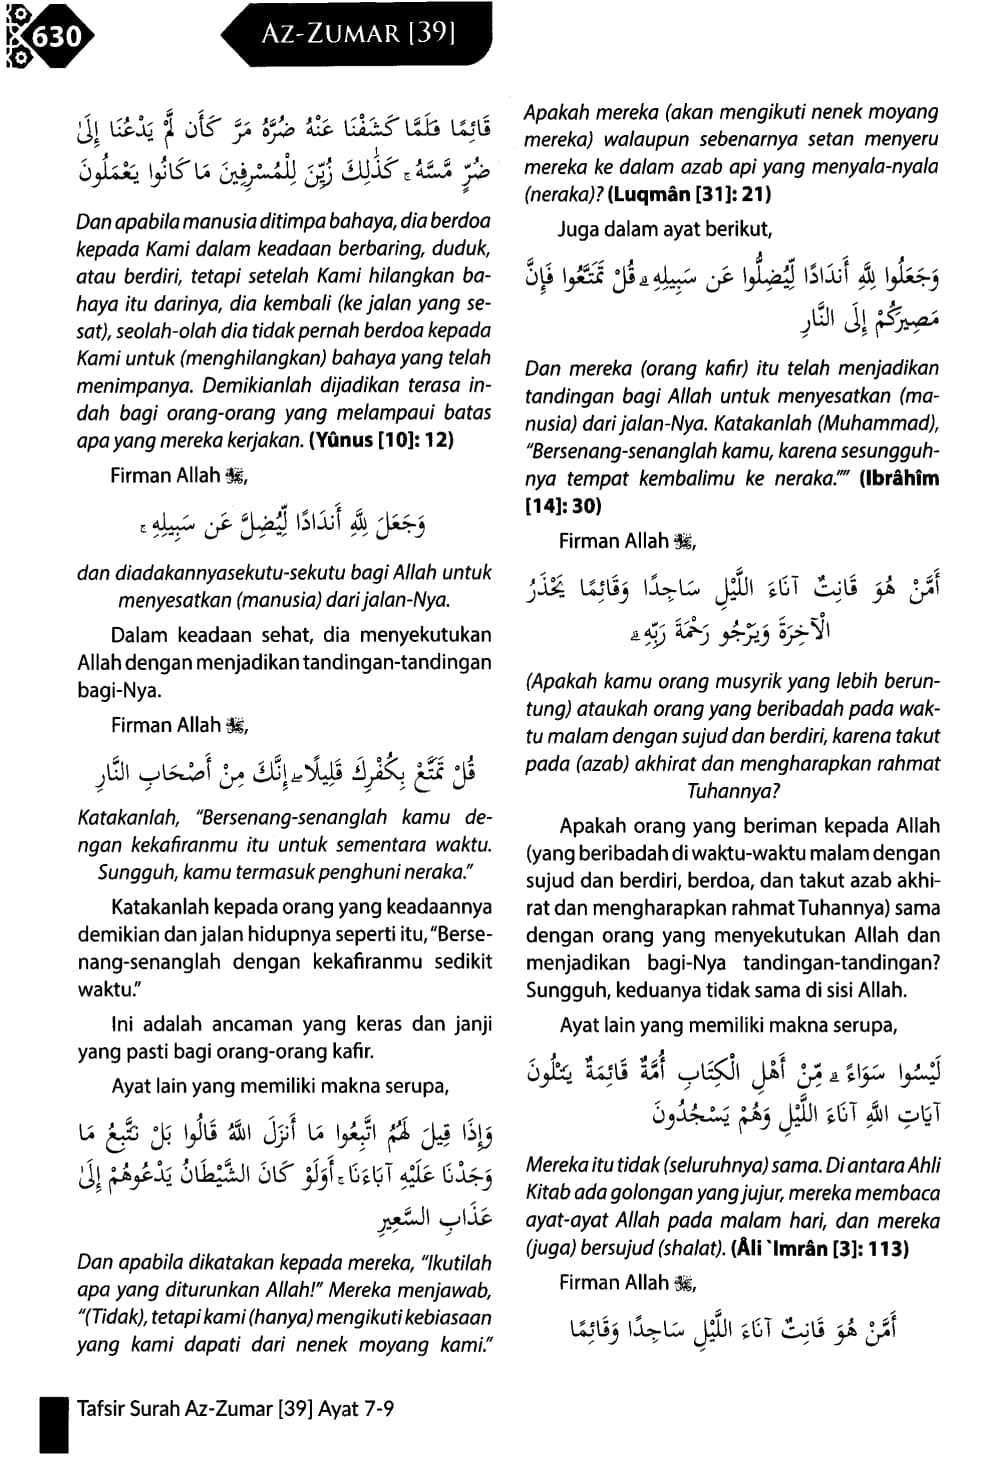 630
AZ-ZUMAR [39]
قَائِمًا فَلَمَّا كَشَفْنَا عَنْهُ ضُرَّهُ مَرَّ كَأَن لَّمْ يَدْعُنَا إِلَىٰ
ضُرٍّ مَّسَّهُ ۚ كَذَٰلِكَ زُيِّنَ لِلْمُسْرِفِينَ مَا كَانُوا يَعْمَلُونَ
Dan apabila manusia ditimpa bahaya, dia berdoa
kepada Kami dalam keadaan berbaring, duduk,
atau berdiri, tetapi setelah Kami hilangkan ba-
haya itu darinya, dia kembali (ke jalan yang se-
sat), seolah-olah dia tidak pernah berdoa kepada
Kami untuk (menghilangkan) bahaya yang telah
menimpanya. Demikianlah dijadikan terasa in-
dah bagi orang-orang yang melampaui batas
apa yang mereka kerjakan. (Yûnus [10]: 12)
Firman Allah ,
وَجَعَلَ لِلَّهِ أَندَادًا لِّيُضِلَّ عَن سَبِيلِهِ ۚ
dan diadakannyasekutu-sekutu bagi Allah untuk
menyesatkan (manusia) dari jalan-Nya.
Dalam keadaan sehat, dia menyekutukan
Allah dengan menjadikan tandingan-tandingan
bagi-Nya.
Firman Allah ,
قُلْ تَمَتَّعْ بِكُفْرِكَ قَلِيلًا ۖ إِنَّكَ مِنْ أَصْحَابِ النَّارِ
Katakanlah, “Bersenang-senanglah kamu de-
ngan kekafiranmu itu untuk sementara waktu.
Sungguh, kamu termasuk penghuni neraka.”
Katakanlah kepada orang yang keadaannya
demikian dan jalan hidupnya seperti itu, “Berse-
nang-senanglah dengan kekafiranmu sedikit
waktu.”
Ini adalah ancaman yang keras dan janji
yang pasti bagi orang-orang kafir.
Ayat lain yang memiliki makna serupa,
وَإِذَا قِيلَ لَهُمُ اتَّبِعُوا مَا أَنزَلَ اللَّهُ قَالُوا بَلْ نَتَّبِعُ مَا
وَجَدْنَا عَلَيْهِ آبَاءَنَا ۚ أَوَلَوْ كَانَ الشَّيْطَانُ يَدْعُوهُمْ إِلَىٰ
عَذَابِ السَّعِيرِ
Dan apabila dikatakan kepada mereka, “Ikutilah
apa yang diturunkan Allah!” Mereka menjawab,
“(Tidak), tetapi kami (hanya) mengikuti kebiasaan
yang kami dapati dari nenek moyang kami.”
Apakah mereka (akan mengikuti nenek moyang
mereka) walaupun sebenarnya setan menyeru
mereka ke dalam azab api yang menyala-nyala
(neraka)? (Luqmân [31]: 21)
Juga dalam ayat berikut,
وَجَعَلُوا لِلَّهِ أَندَادًا لِّيُضِلُّوا عَن سَبِيلِهِ ۗ قُلْ تَمَتَّعُوا فَإِنَّ
مَصِيرَكُمْ إِلَى النَّارِ
Dan mereka (orang kafir) itu telah menjadikan
tandingan bagi Allah untuk menyesatkan (ma-
nusia) dari jalan-Nya. Katakanlah (Muhammad),
“Bersenang-senanglah kamu, karena sesungguh-
nya tempat kembalimu ke neraka.”” (Ibrâhîm
[14]: 30)
Firman Allah ,
أَمَّنْ هُوَ قَانِتٌ آنَاءَ اللَّيْلِ سَاجِدًا وَقَائِمًا يَحْذَرُ
الْآخِرَةَ وَيَرْجُو رَحْمَةَ رَبِّهِ ۗ
(Apakah kamu orang musyrik yang lebih berun-
tung) ataukah orang yang beribadah pada wak-
tu malam dengan sujud dan berdiri, karena takut
pada (azab) akhirat dan mengharapkan rahmat
Tuhannya?
Apakah orang yang beriman kepada Allah
(yang beribadah di waktu-waktu malam dengan
sujud dan berdiri, berdoa, dan takut azab akhi-
rat dan mengharapkan rahmat Tuhannya) sama
dengan orang yang menyekutukan Allah dan
menjadikan bagi-Nya tandingan-tandingan?
Sungguh, keduanya tidak sama di sisi Allah.
Ayat lain yang memiliki makna serupa,
لَيْسُوا سَوَاءً ۗ مِّنْ أَهْلِ الْكِتَابِ أُمَّةٌ قَائِمَةٌ يَتْلُونَ
آيَاتِ اللَّهِ آنَاءَ اللَّيْلِ وَهُمْ يَسْجُدُونَ
Mereka itu tidak (seluruhnya) sama. Di antara Ahli
Kitab ada golongan yang jujur, mereka membaca
ayat-ayat Allah pada malam hari, dan mereka
(juga) bersujud (shalat). (Âli `Imrân [3]: 113)
Firman Allah ,
أَمَّنْ هُوَ قَانِتٌ آنَاءَ اللَّيْلِ سَاجِدًا وَقَائِمًا
Tafsir Surah Az-Zumar [39] Ayat 7-9